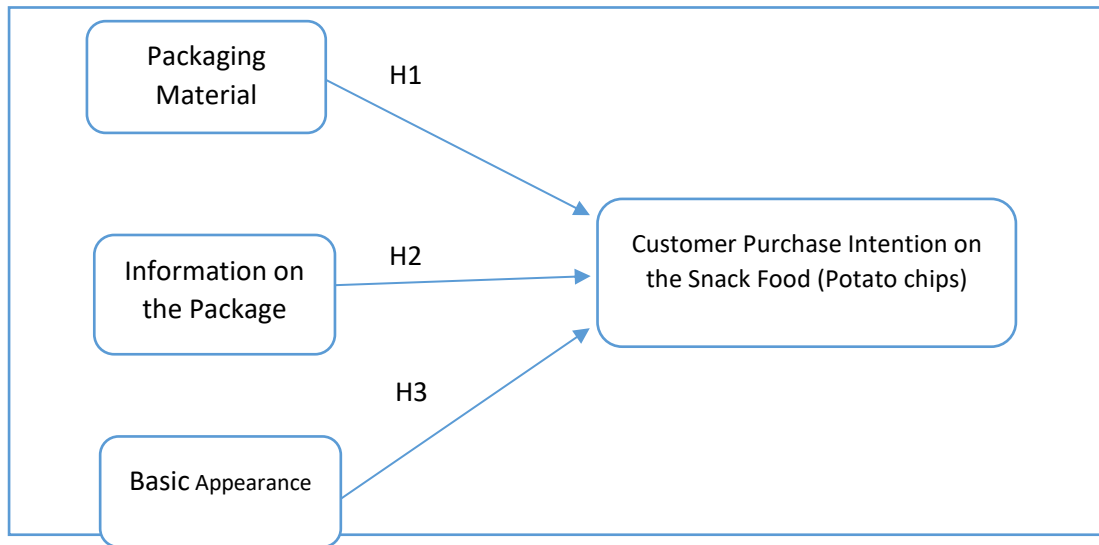 Packaging
Material
H1
Information on
the Package
H2
Customer Purchase Intention on
the Snack Food (Potato chips)
H3
Basic Appearance